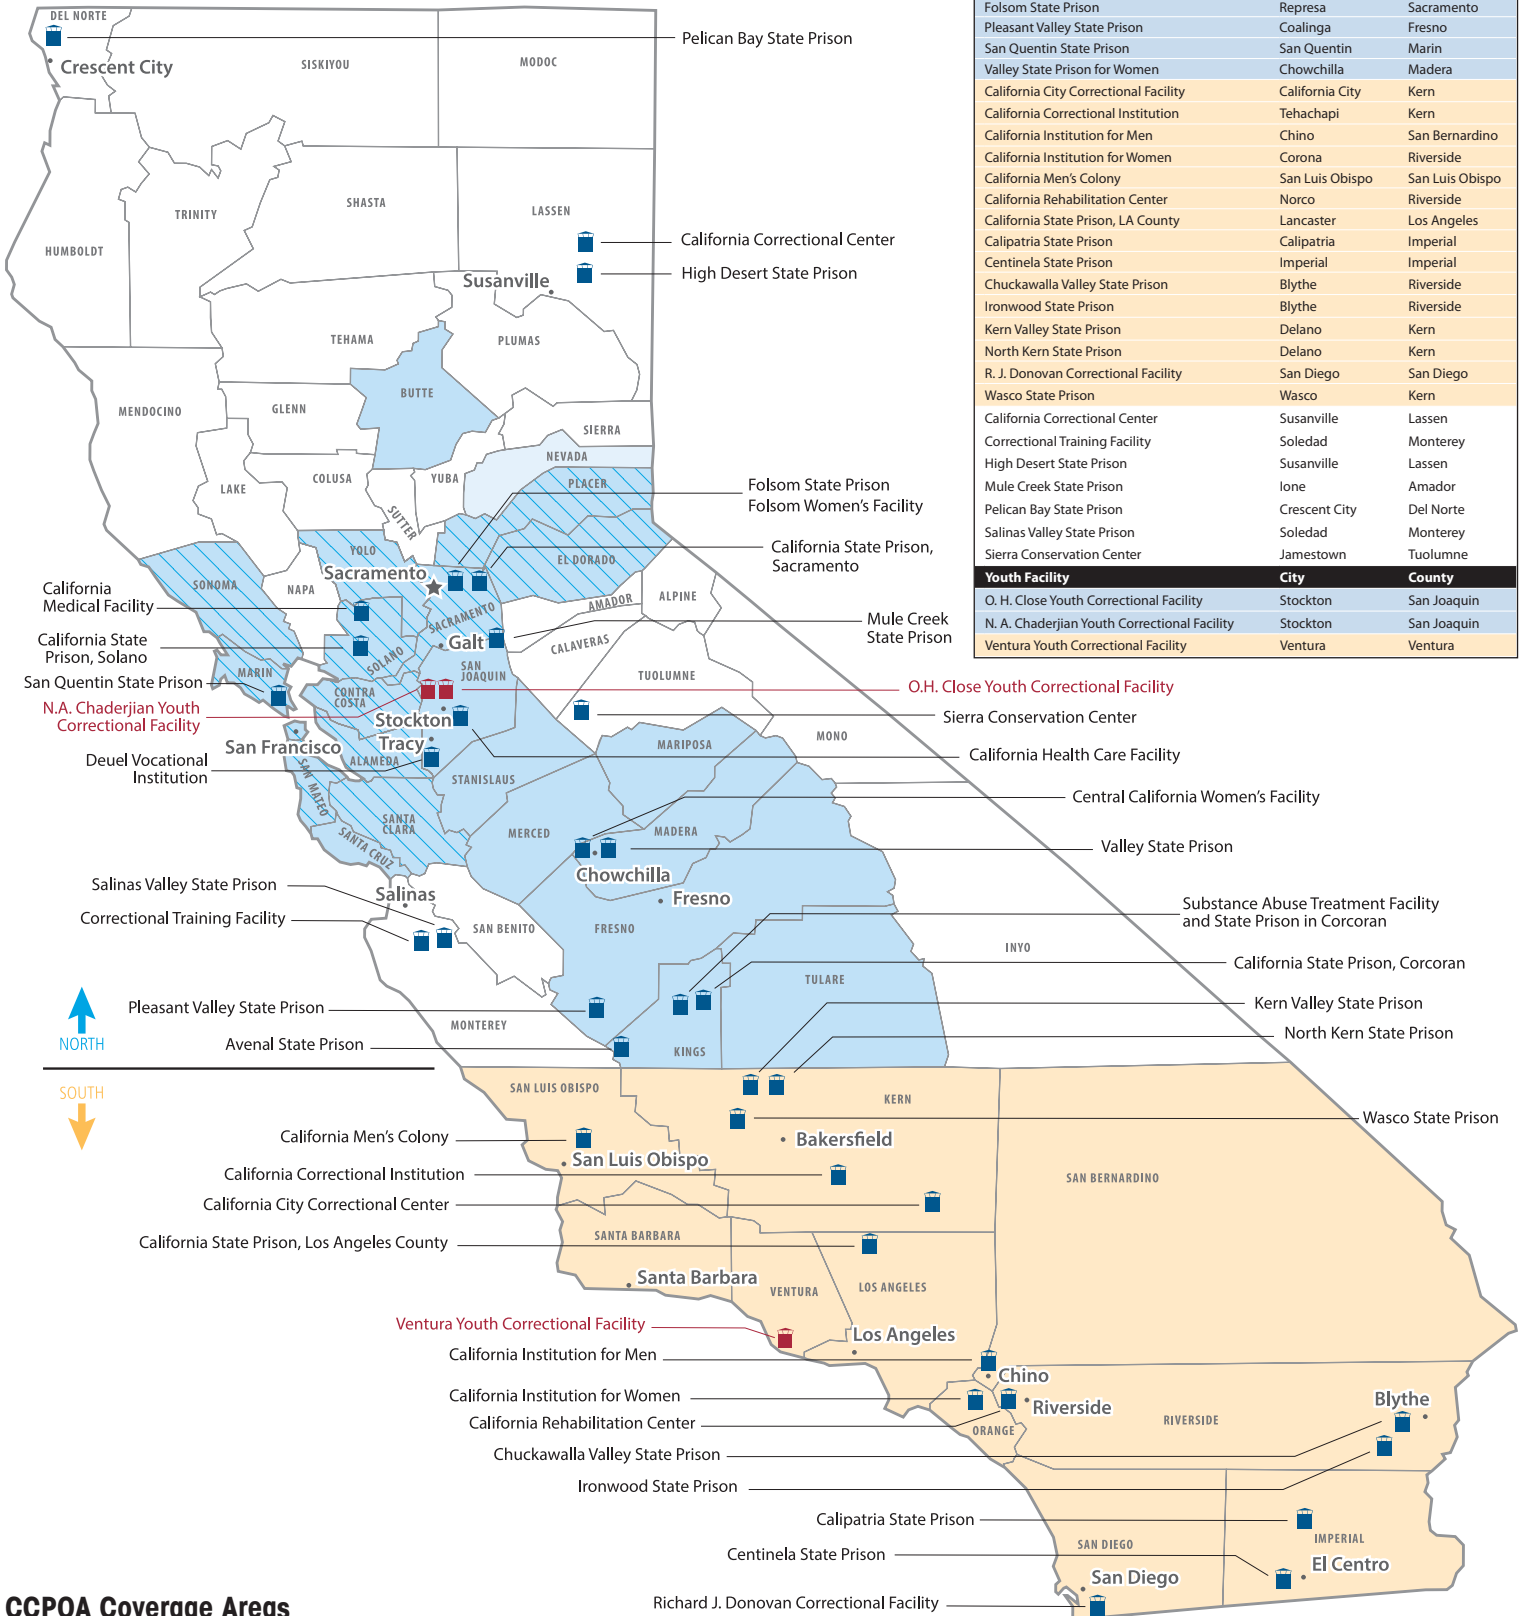 DEL NORTE
Pelican Bay State Prison
Crescent City
SISKIYOU
MODOC
TRINITY
SHASTA
LASSEN
HUMBOLDT
California Correctional Center
High Desert State Prison
Susanville
TEHAMA
PLUMAS
BUTTE
MENDOCINO
GLENN
SIERRA
NEVADA
COLUSA
YUBA
LAKE
SUTTER
PLACER
Folsom State Prison
Folsom Women's Facility
YOLO
EL DORADO
California State Prison,
Sacramento
Sacramento
SONOMA
NAPA
California
Medical Facility
SACRAMENTO
AMADOR
ALPINE
Mule Creek
State Prison
California State
Prison, Solano
SOLANO
Galt
CALAVERAS
MARIN
SAN
JOAQUIN
TUOLUMNE
San Quentin State Prison
CONTRA
COSTA
O.H. Close Youth Correctional Facility
N.A. Chaderjian Youth
Correctional Facility
Stockton
Sierra Conservation Center
San Francisco
Tracy
MARIPOSA
MONO
Deuel Vocational
Institution
ALAMEDA
California Health Care Facility
STANISLAUS
SAN MATEO
Central California Women's Facility
SANTA
CLARA
MERCED
MADERA
SANTA CRUZ
Valley State Prison
Chowchilla
Salinas Valley State Prison
Salinas
Fresno
Correctional Training Facility
SAN BENITO
FRESNO
Substance Abuse Treatment Facility
and State Prison in Corcoran
INYO
California State Prison, Corcoran
TULARE
Pleasant Valley State Prison
Kern Valley State Prison
MONTEREY
North Kern State Prison
NORTH
Avenal State Prison
KINGS
SOUTH
SAN LUIS OBISPO
KERN
Wasco State Prison
California Men's Colony
Bakersfield
San Luis Obispo
California Correctional Institution
SAN BERNARDINO
California City Correctional Center
SANTA BARBARA
California State Prison, Los Angeles County
Santa Barbara
VENTURA
LOS ANGELES
Ventura Youth Correctional Facility
Los Angeles
California Institution for Men
Chino
California Institution for Women
Riverside
Blythe
California Rehabilitation Center
ORANGE
RIVERSIDE
Chuckawalla Valley State Prison
Ironwood State Prison
Calipatria State Prison
SAN DIEGO
IMPERIAL
Centinela State Prison
El Centro
San Diego
Richard J. Donovan Correctional Facility
CCPOA Coverage Areas
Folsom State Prison Represa Sacramento
Pleasant Valley State Prison Coalinga Fresno
San Quentin State Prison San Quentin Marin
Valley State Prison for Women Chowchilla Madera
California City Correctional Facility California City Kern
California Correctional Institution Tehachapi Kern
California Institution for Men Chino San Bernardino
California Institution for Women Corona Riverside
California Men's Colony San Luis Obispo San Luis Obispo
California Rehabilitation Center Norco Riverside
California State Prison, LA County Lancaster Los Angeles
Calipatria State Prison Calipatria Imperial
Centinela State Prison Imperial Imperial
Chuckawalla Valley State Prison Blythe Riverside
Ironwood State Prison Blythe Riverside
Kern Valley State Prison Delano Kern
North Kern State Prison Delano Kern
R. J. Donovan Correctional Facility San Diego San Diego
Wasco State Prison Wasco Kern
California Correctional Center Susanville Lassen
Correctional Training Facility Soledad Monterey
High Desert State Prison Susanville Lassen
Mule Creek State Prison Ione Amador
Pelican Bay State Prison Crescent City Del Norte
Salinas Valley State Prison Soledad Monterey
Sierra Conservation Center Jamestown Tuolumne
Youth Facility City County
O. H. Close Youth Correctional Facility Stockton San Joaquin
N. A. Chaderjian Youth Correctional Facility Stockton San Joaquin
Ventura Youth Correctional Facility Ventura Ventura